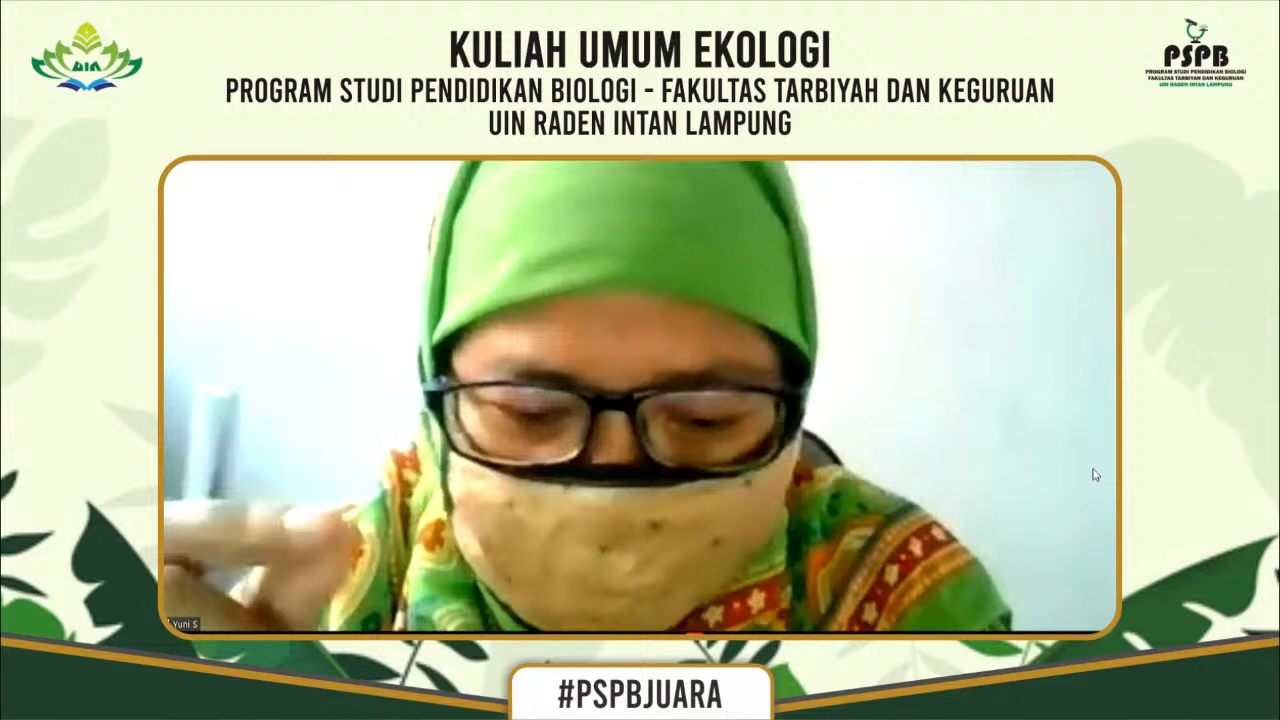 KULIAH UMUM EKOLOGI
PROGRAM STUDI PENDIDIKAN BIOLOGI - FAKULTAS TARBIYAH DAN KEGURUAN
UIN RADEN INTAN LAMPUNG
UIN
PSPB
PROGRAM STUDI PENDIDIKAN BIOLOGI
FAKULTAS TARBIYAH DAN KEGURUAN
UIN RADEN INTAN LAMPUNG
Yuni S
#PSPBJUARA